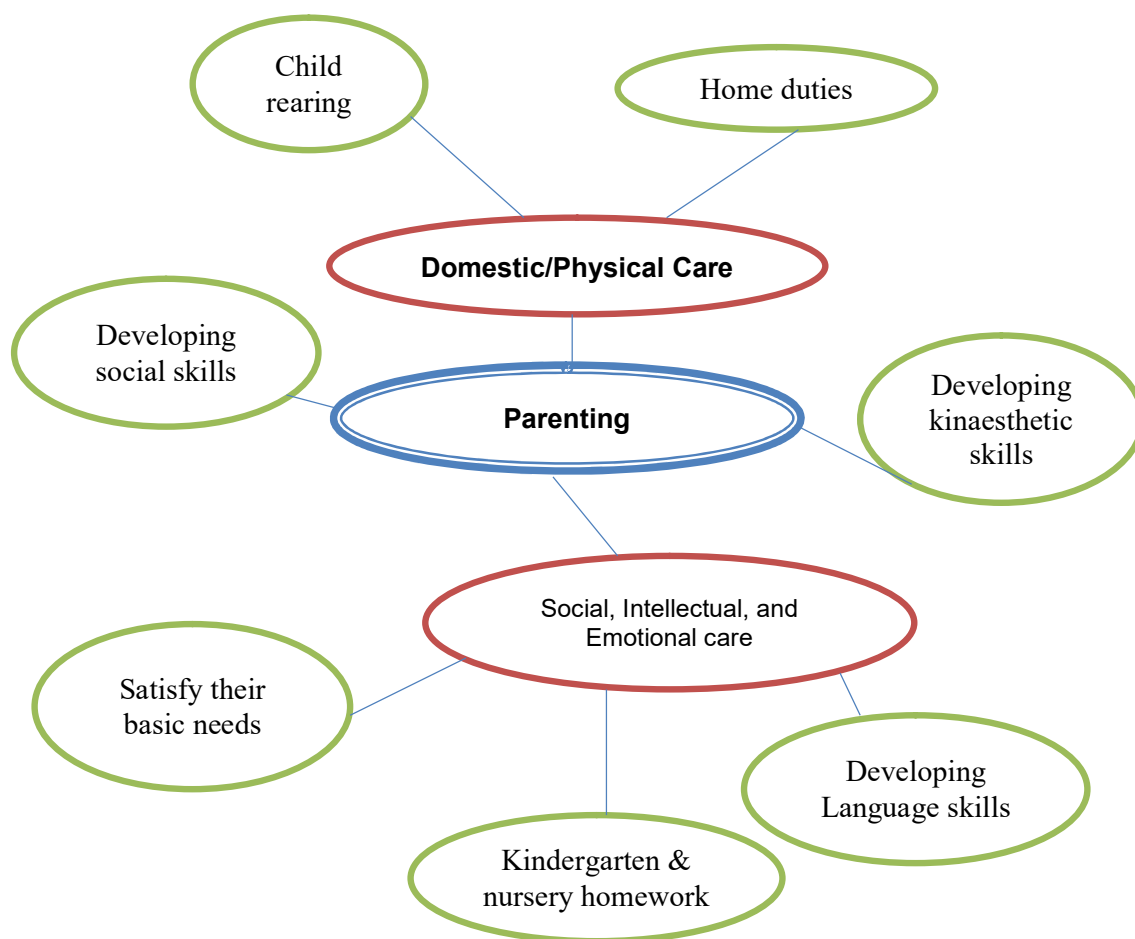 Child
rearing
Home duties
Domestic/Physical Care
Developing
social skills
Parenting
Developing
kinaesthetic
skills
Social, Intellectual, and
Emotional care
Satisfy their
basic needs
Developing
Language skills
Kindergarten &
nursery homework